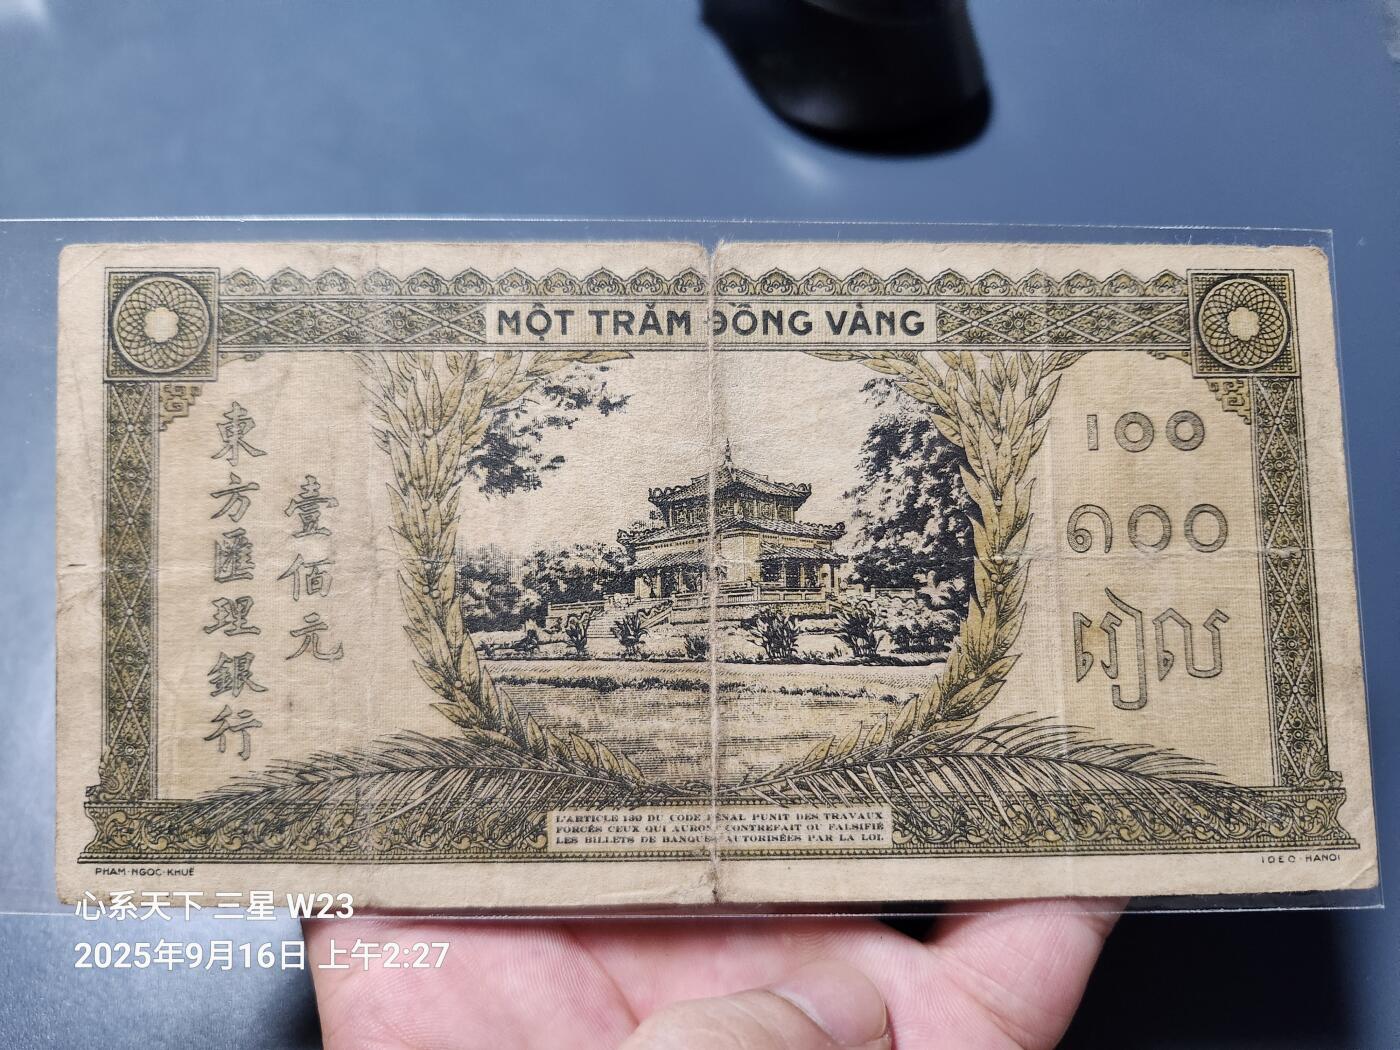 MỘT TRĂM ĐỒNG VÀNG
東方匯理銀行
壹佰元
100
๑๐๐
រៀល
L'ARTICLE 139 DU CODE PÉNAL PUNIT DES TRAVAUX
FORCÉS CEUX QUI AURONT CONTREFAIT OU FALSIFIÉ
LES BILLETS DE BANQUE AUTORISÉES PAR LA LOI.
PHAM·NGOC·KHUÊ
IDEO·HANOI
心系天下 三星 W23
2025年9月16日 上午2:27